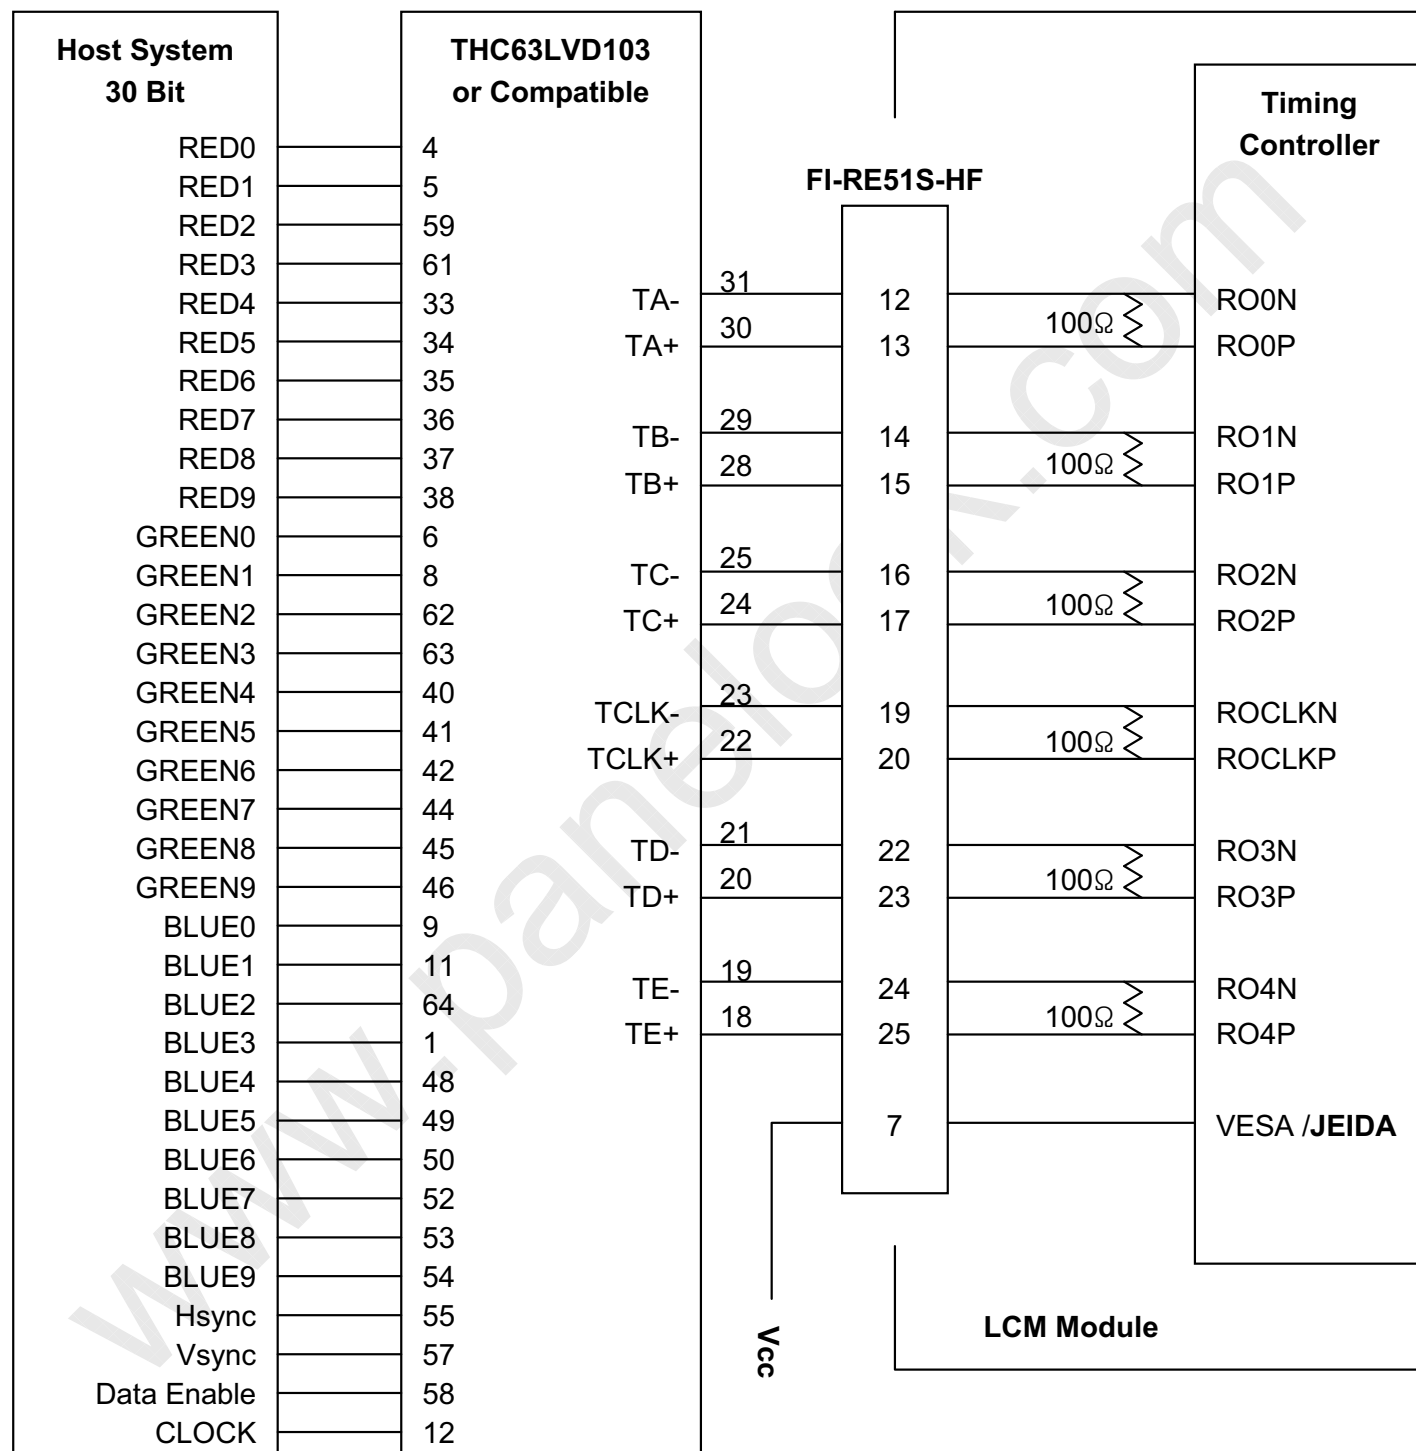 Host System
30 Bit
RED0
RED1
RED2
RED3
RED4
RED5
RED6
RED7
RED8
RED9
GREEN0
GREEN1
GREEN2
GREEN3
GREEN4
GREEN5
GREEN6
GREEN7
GREEN8
GREEN9
BLUE0
BLUE1
BLUE2
BLUE3
BLUE4
BLUE5
BLUE6
BLUE7
BLUE8
BLUE9
Hsync
Vsync
Data Enable
CLOCK
THC63LVD103
or Compatible
4
5
59
61
33
34
35
36
37
38
6
8
62
63
40
41
42
44
45
46
9
11
64
1
48
49
50
52
53
54
55
57
58
12
TA- 31
TA+ 30
TB- 29
TB+ 28
TC- 25
TC+ 24
TCLK- 23
TCLK+ 22
TD- 21
TD+ 20
TE- 19
TE+ 18
Vcc
FI-RE51S-HF
12
13
14
15
16
17
19
20
22
23
24
25
7
100Ω
100Ω
100Ω
100Ω
100Ω
100Ω
Timing
Controller
RO0N
RO0P
RO1N
RO1P
RO2N
RO2P
ROCLKN
ROCLKP
RO3N
RO3P
RO4N
RO4P
VESA /JEIDA
LCM Module
www.panelook.com